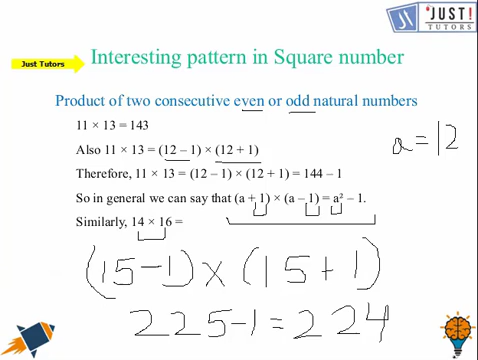 JUST!
TUTORS
Interesting pattern in Square number
Just Tutors
Product of two consecutive even or odd natural numbers
11 × 13 = 143
Also 11 × 13 = (12 – 1) × (12 + 1)
a = 12
Therefore, 11 × 13 = (12 – 1) × (12 + 1) = 144 – 1
So in general we can say that (a + 1) × (a – 1) = a² – 1.
Similarly, 14 × 16 =
(15 – 1) × (15 + 1)
225 – 1 = 224